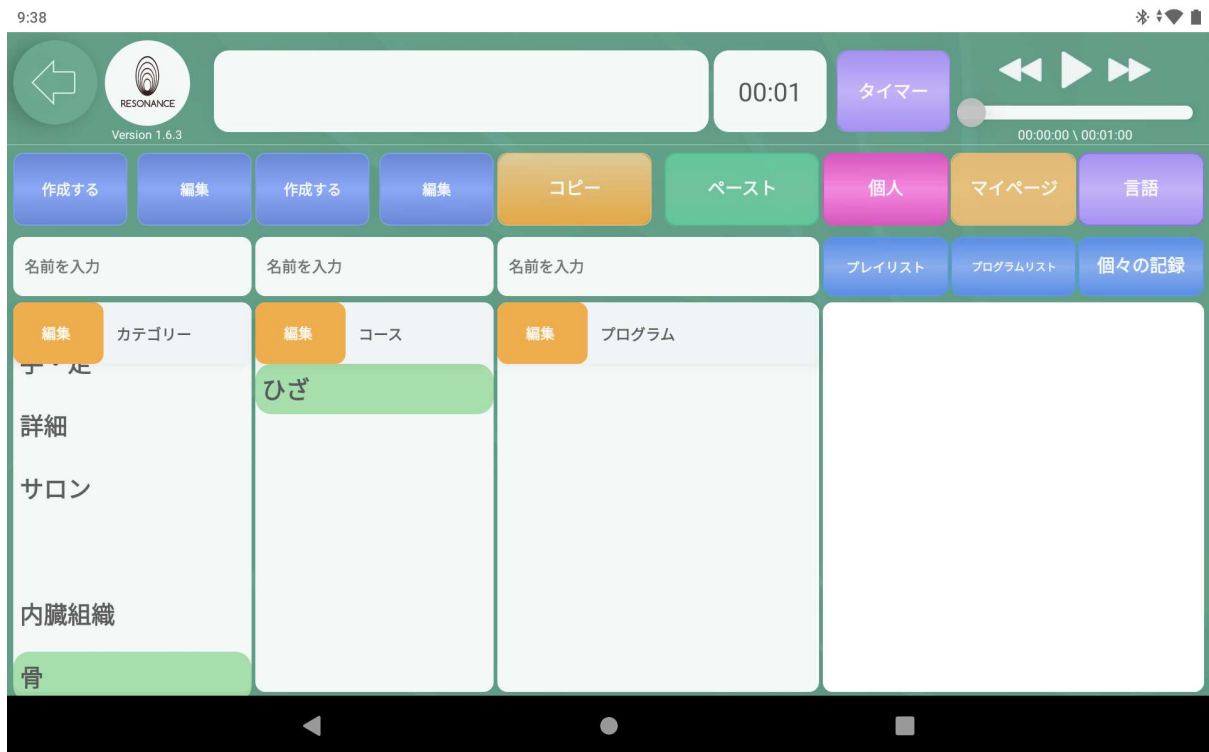 9:38
RESONANCE
Version 1.6.3
00:01
タイマー
00:00:00 \ 00:01:00
作成する
編集
作成する
編集
コピー
ペースト
個人
マイページ
言語
名前を入力
名前を入力
名前を入力
プレイリスト
プログラムリスト
個々の記録
編集
カテゴリー
編集
コース
編集
プログラム
手・足
ひざ
詳細
サロン
内臓組織
骨